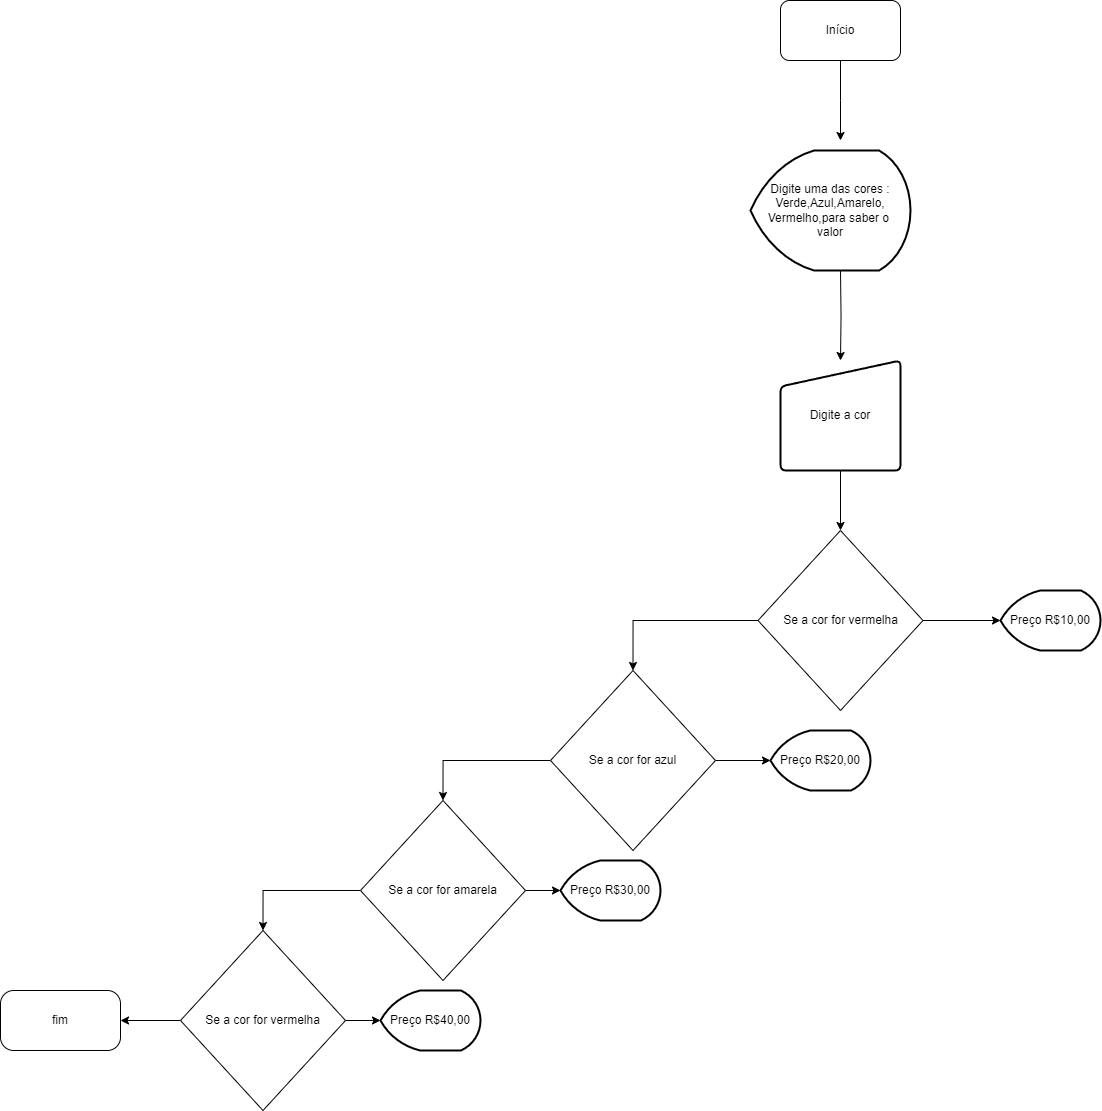 Início
Digite uma das cores :
Verde,Azul,Amarelo,
Vermelho,para saber o
valor
Digite a cor
Se a cor for vermelha
Preço R$10,00
Se a cor for azul
Preço R$20,00
Se a cor for amarela
Preço R$30,00
Se a cor for vermelha
Preço R$40,00
fim